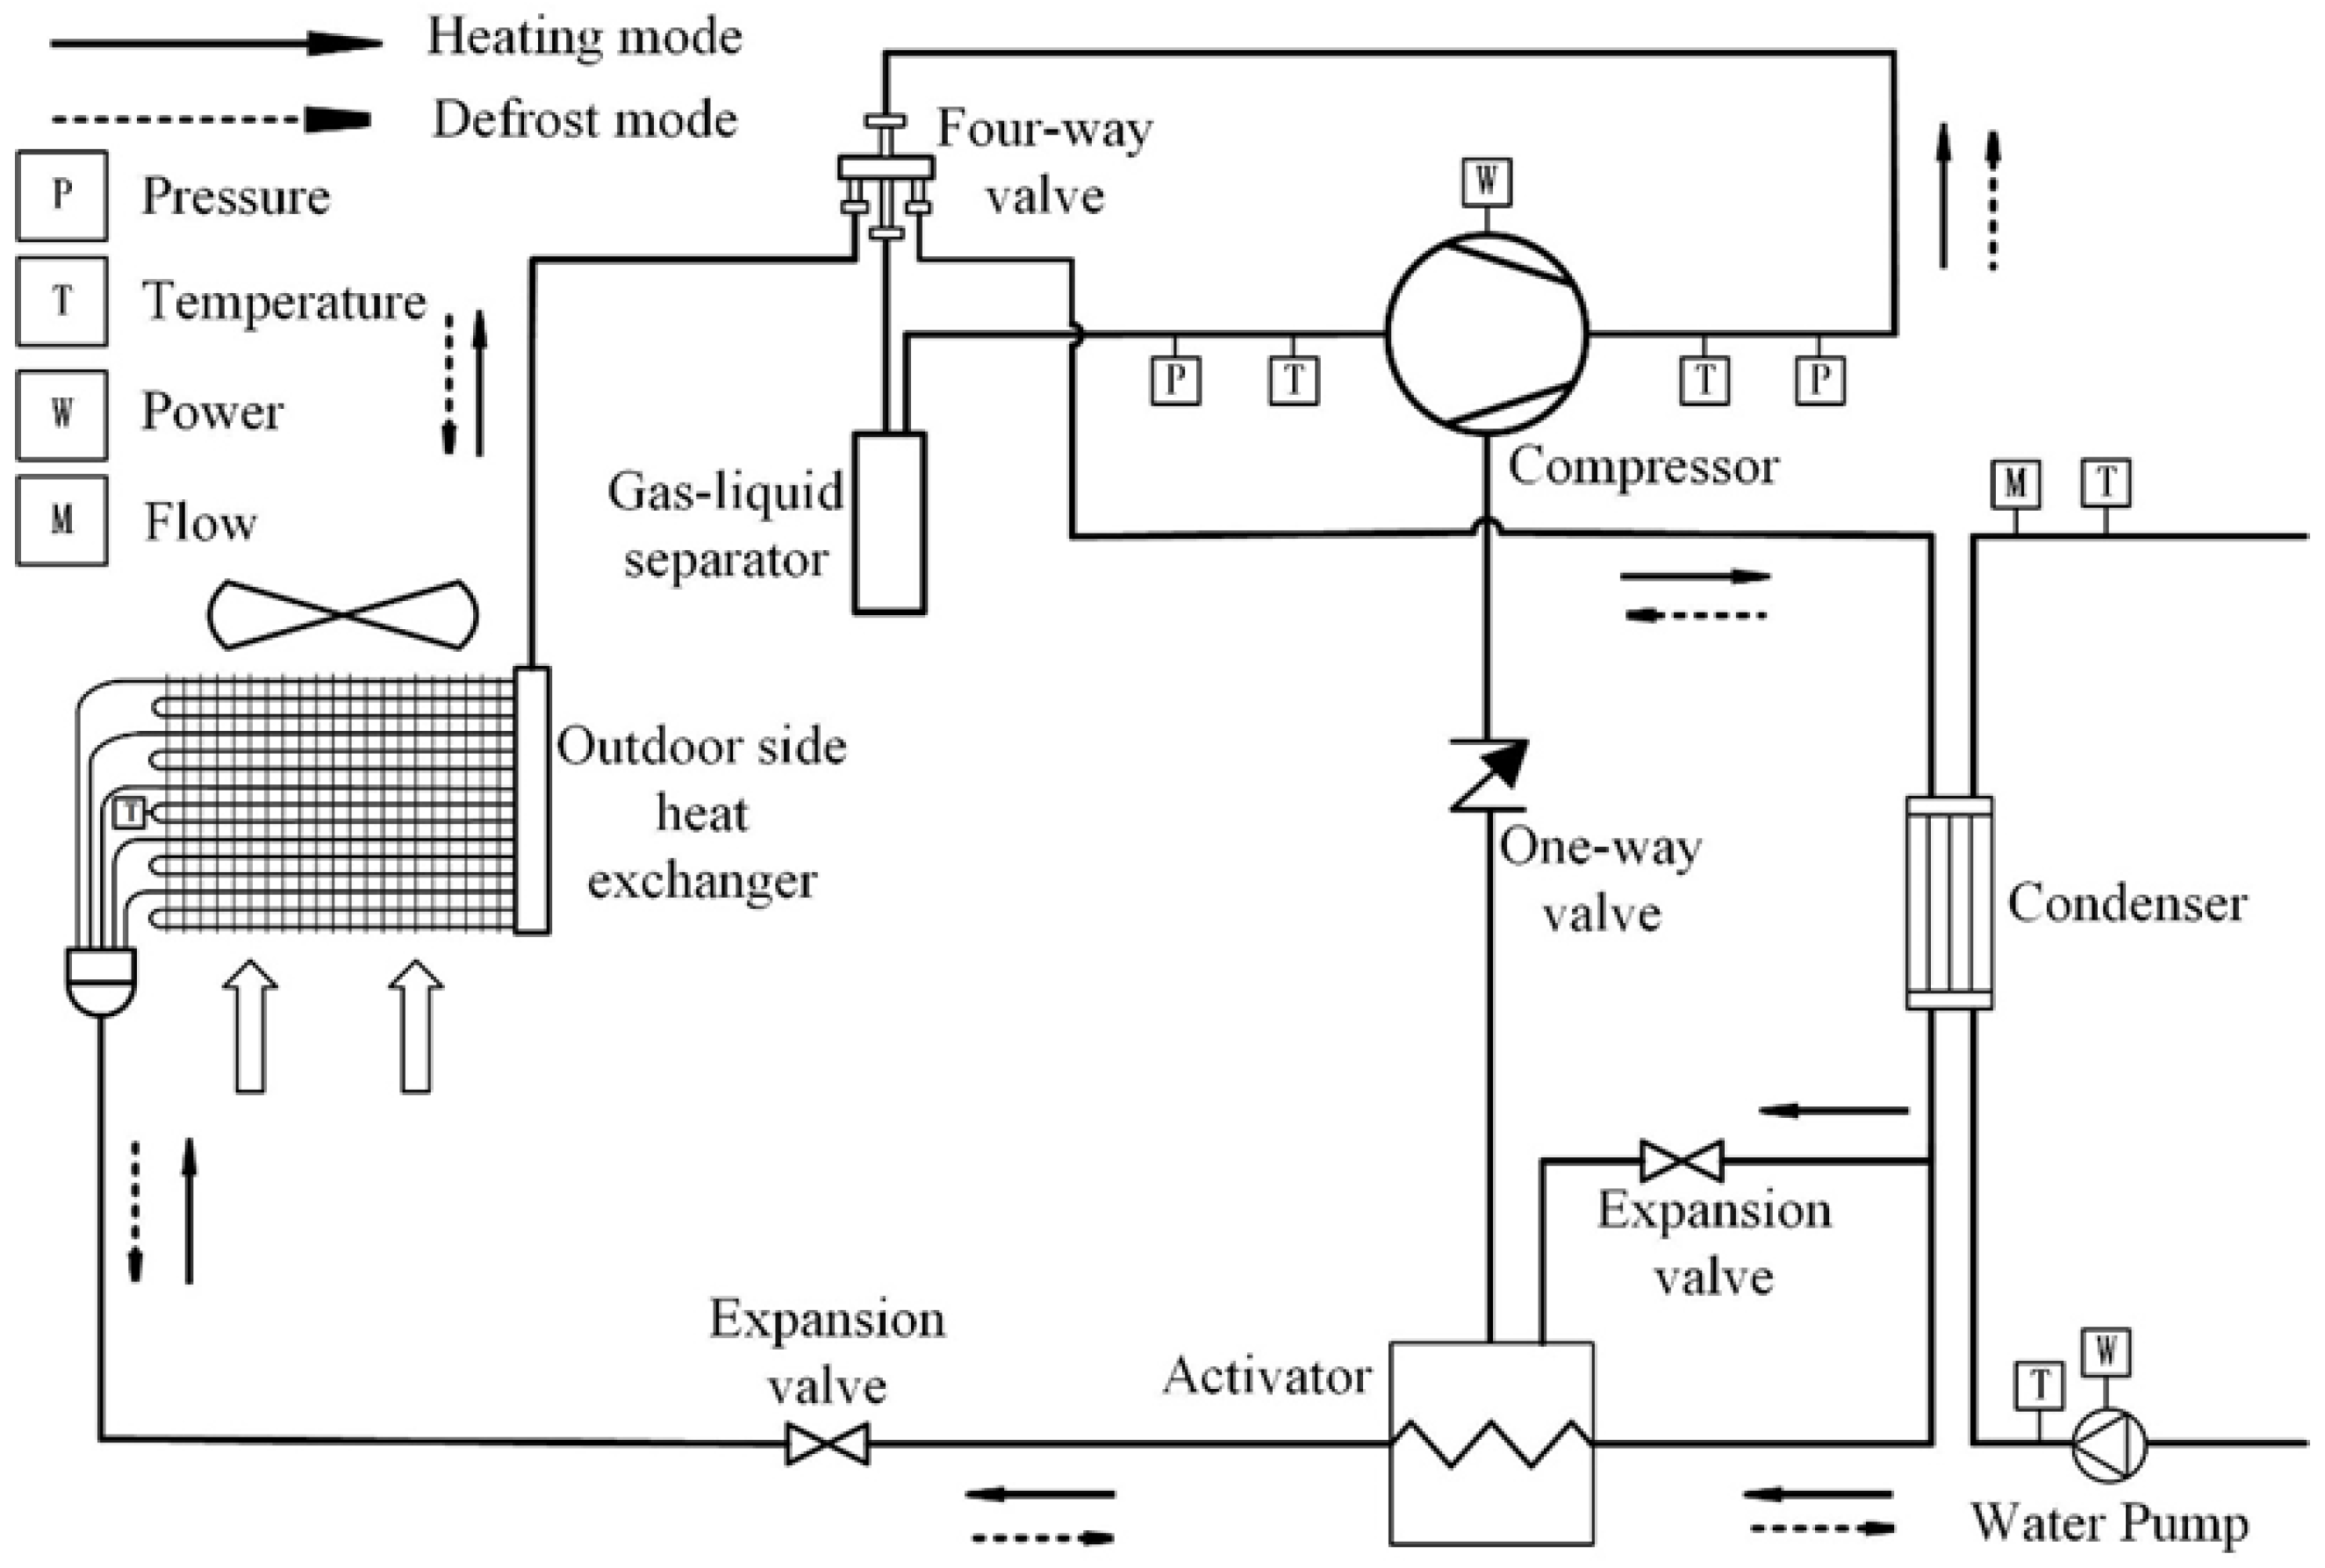 Heating mode
Defrost mode
P Pressure
T Temperature
W Power
M Flow
Four-way
valve
W
P
T
T
P
Compressor
Gas-liquid
separator
M
T
Outdoor side
heat
exchanger
T
One-way
valve
Condenser
Expansion
valve
Expansion
valve
Activator
T
W
Water Pump